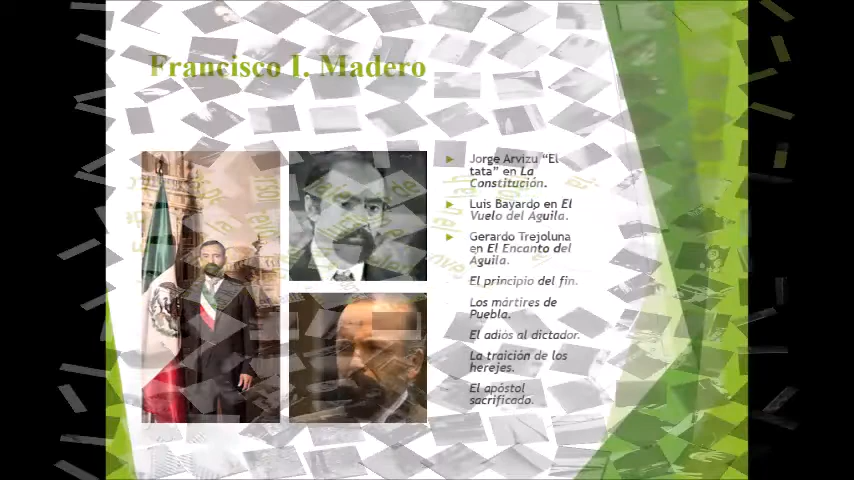 Francisco I. Madero
Jorge Arvizu “El
tata” en La
Constitución.
Luis Bayardo en El
Vuelo del Aguila.
Gerardo Trejoluna
en El Encanto del
Aguila.
El principio del fin.
Los mártires de
Puebla.
El adiós al dictador.
La traición de los
herejes.
El apóstol
sacrificado.